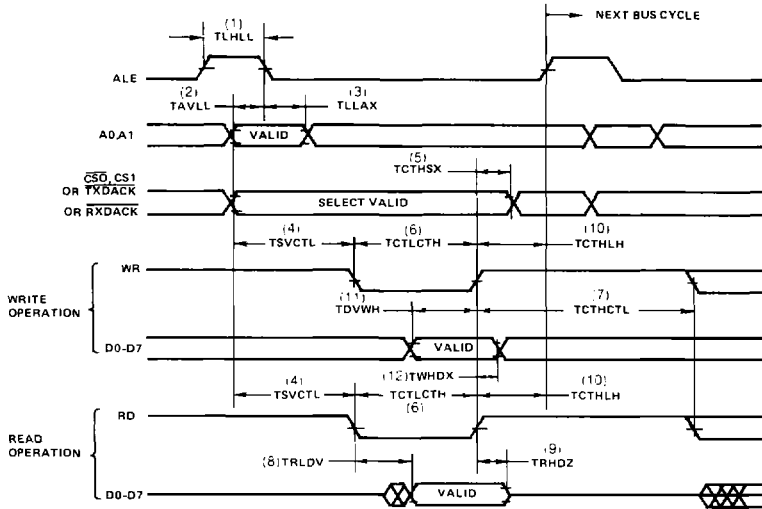 (1)
TLHLL
NEXT BUS CYCLE
ALE
(2)
TAVLL
(3)
TLLAX
A0,A1
VALID
(5)
TCTHSX
CS0, CS1
OR TXDACK
OR RXDACK
SELECT VALID
(4)
TSVCTL
(6)
TCTLCTH
(10)
TCTHLH
WRITE
OPERATION
WR
(11)
TDVWH
(7)
TCTHCTL
D0-D7
VALID
(12)TWHDX
(4)
TSVCTL
TCTLCTH
(6)
(10)
TCTHLH
READ
OPERATION
RD
(8)TRLDV
(9)
TRHDZ
D0-D7
VALID